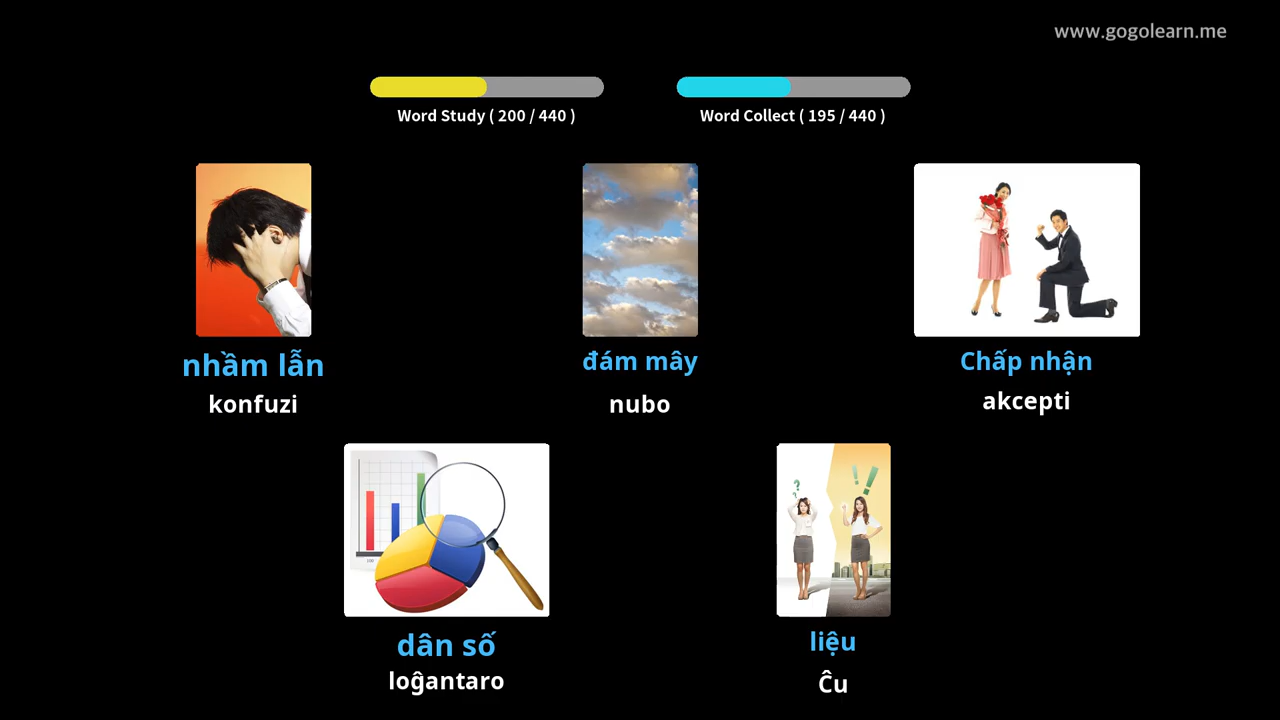 www.gogolearn.me
Word Study ( 200 / 440 )
Word Collect ( 195 / 440 )
nhầm lẫn
konfuzi
đám mây
nubo
Chấp nhận
akcepti
dân số
loĝantaro
liệu
Ĉu